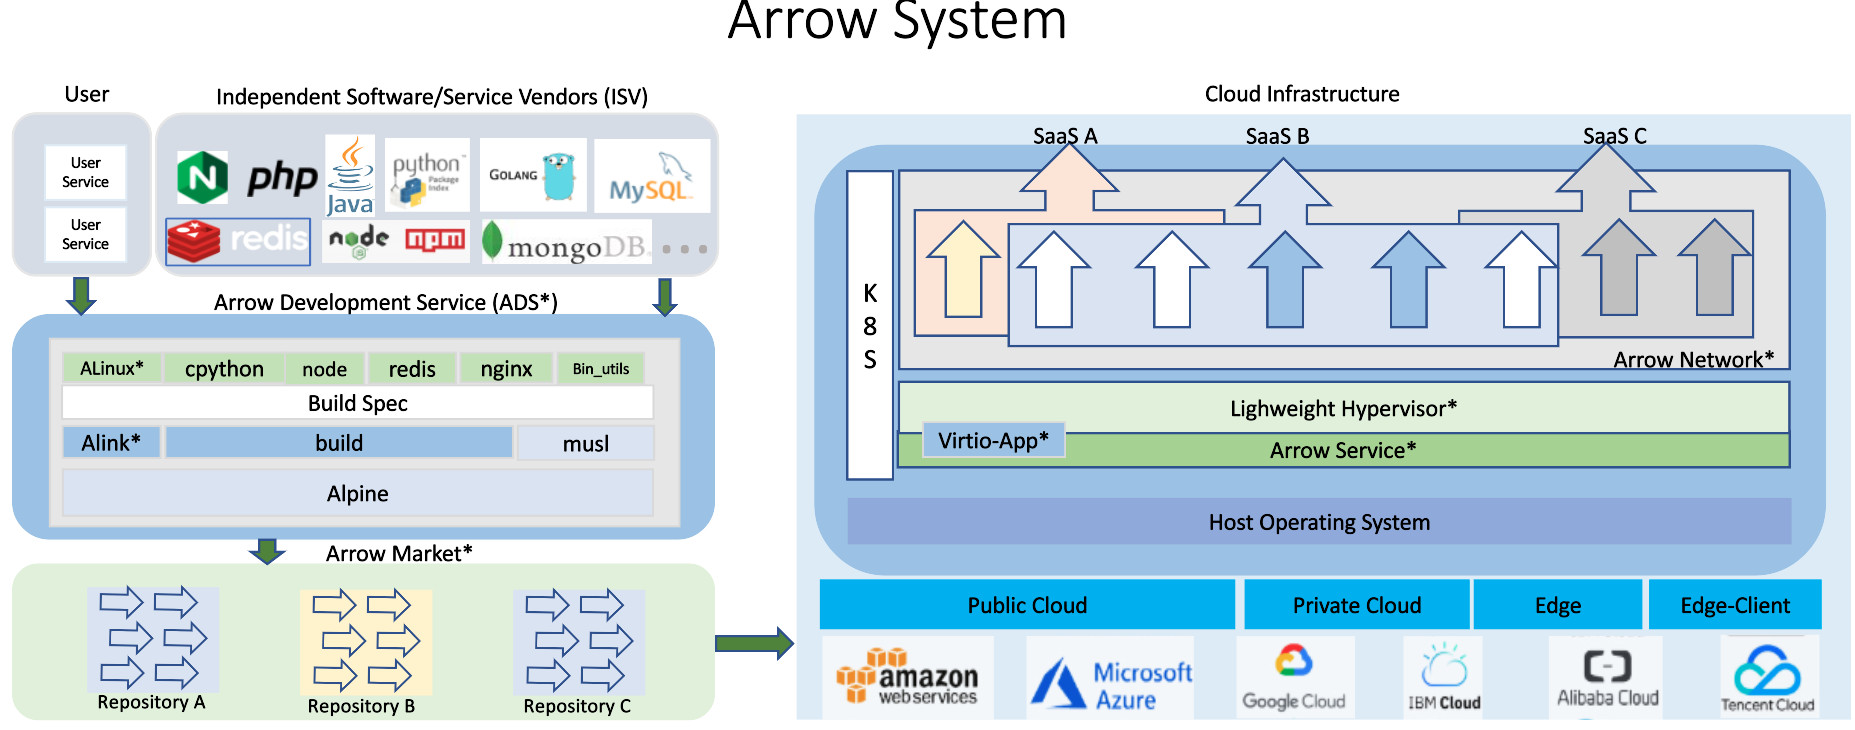 Arrow System
User
Independent Software/Service Vendors (ISV)
User
Service
User
Service
N
php
Java
python
Package
Index
GOLANG
MySQL
redis
node
npm
mongoDB
...
Arrow Development Service (ADS*)
ALinux*
cpython
node
redis
nginx
Bin_utils
Build Spec
Alink*
build
musl
Alpine
Arrow Market*
Repository A
Repository B
Repository C
Cloud Infrastructure
SaaS A
SaaS B
SaaS C
K
8
S
Arrow Network*
Lighweight Hypervisor*
Virtio-App*
Arrow Service*
Host Operating System
Public Cloud
Private Cloud
Edge
Edge-Client
amazon
webservices
Microsoft
Azure
Google Cloud
IBM Cloud
Alibaba Cloud
Tencent Cloud